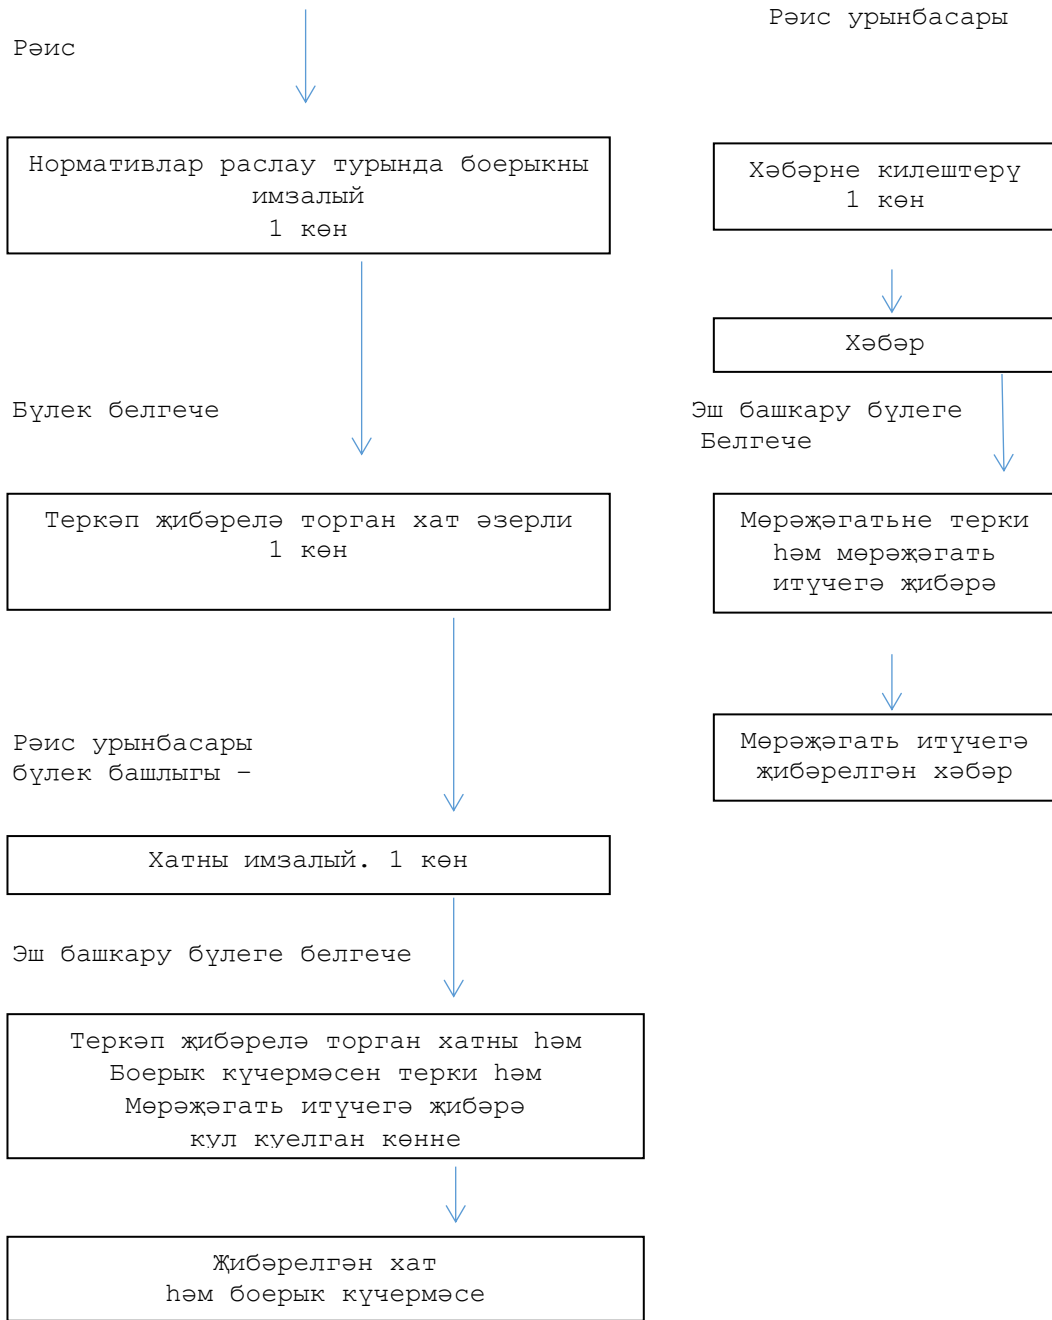 Рәис
Нормативлар раслау турында боерыкны
имзалый
1 көн
Бүлек белгече
Теркәп җибәрелә торган хат әзерли
1 көн
Рәис урынбасары
бүлек башлыгы –
Хатны имзалый. 1 көн
Эш башкару бүлеге белгече
Теркәп җибәрелә торган хатны һәм
Боерык күчермәсен терки һәм
Мөрәҗәгать итүчегә җибәрә
кул куелган көнне
Җибәрелгән хат
һәм боерык күчермәсе
Рәис урынбасары
Хәбәрне килештерү
1 көн
Хәбәр
Эш башкару бүлеге
Белгече
Мөрәҗәгатьне терки
һәм мөрәҗәгать
итүчегә җибәрә
Мөрәҗәгать итүчегә
җибәрелгән хәбәр